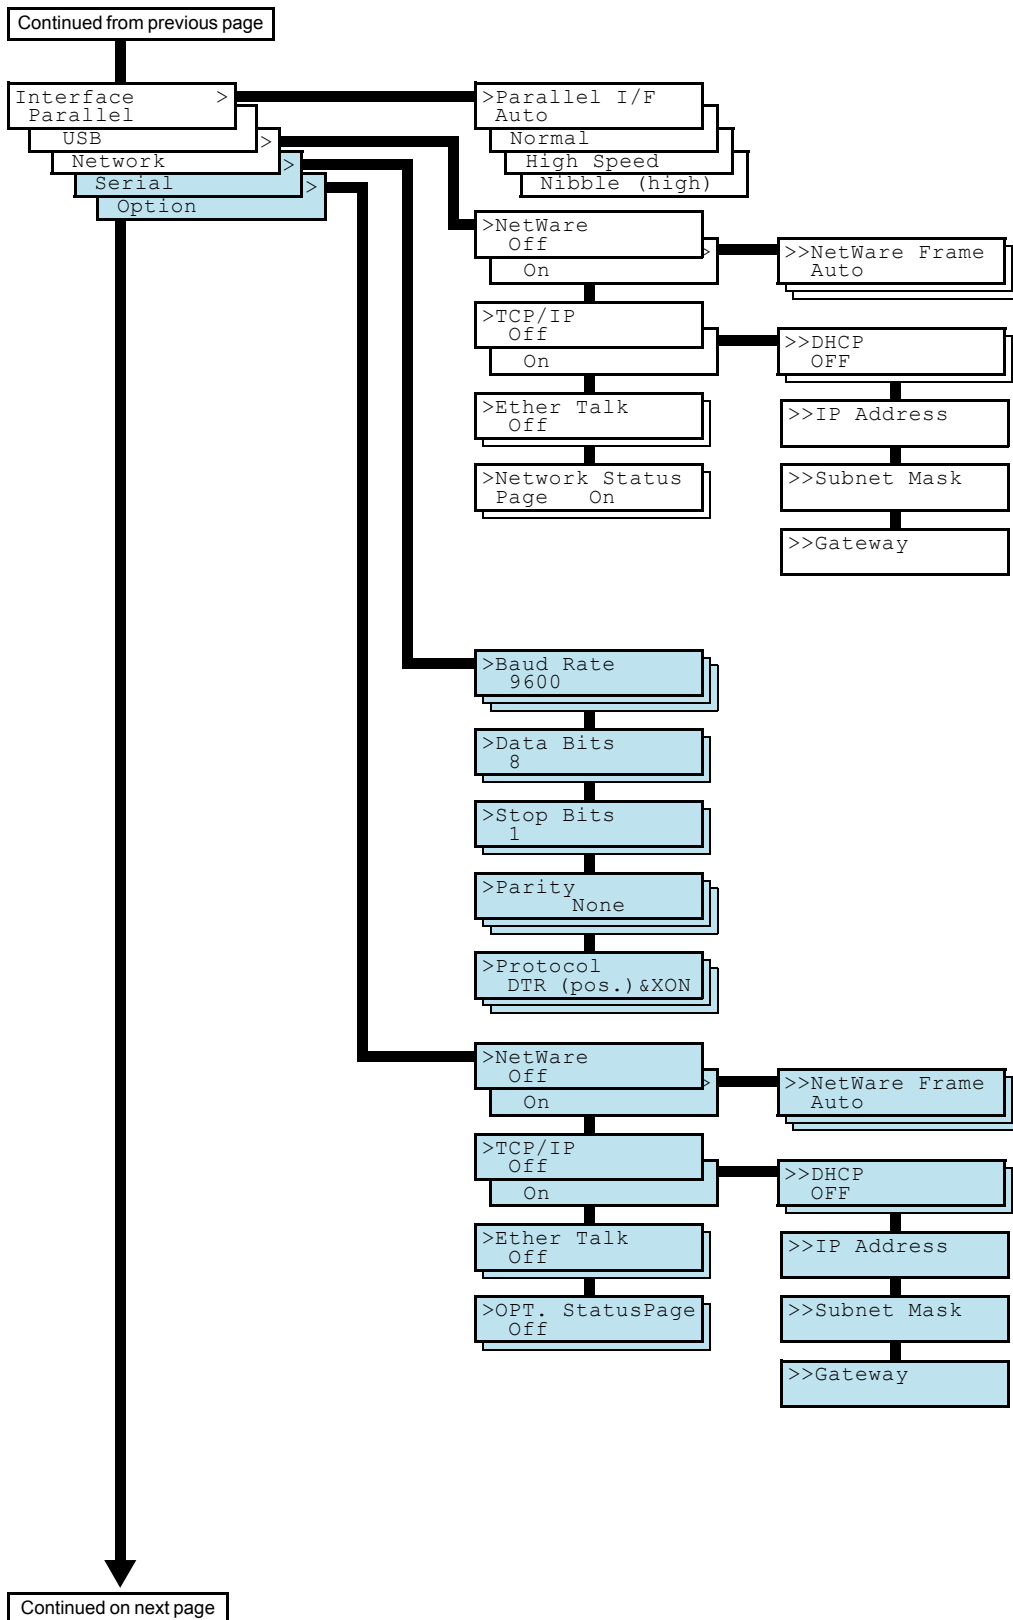 Continued from previous page
Interface >
Parallel
USB
>
Network
>
Serial
>
Option
>Parallel I/F
Auto
Normal
High Speed
Nibble (high)
>NetWare
Off
>
On
>>NetWare Frame
Auto
>TCP/IP
Off
On
>>DHCP
OFF
>Ether Talk
Off
>>IP Address
>Network Status
Page On
>>Subnet Mask
>>Gateway
>Baud Rate
9600
>Data Bits
8
>Stop Bits
1
>Parity
None
>Protocol
DTR (pos.)&XON
>NetWare
Off
>
On
>>NetWare Frame
Auto
>TCP/IP
Off
On
>>DHCP
OFF
>Ether Talk
Off
>>IP Address
>OPT. StatusPage
Off
>>Subnet Mask
>>Gateway
Continued on next page